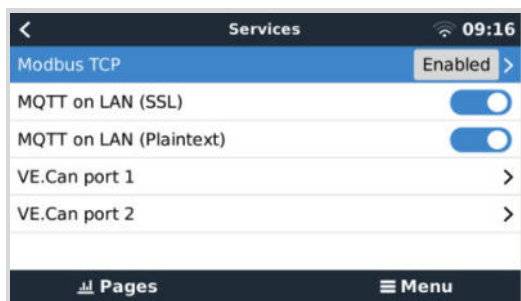 Services 09:16
Modbus TCP Enabled
MQTT on LAN (SSL)
MQTT on LAN (Plaintext)
VE.Can port 1
VE.Can port 2
Pages Menu